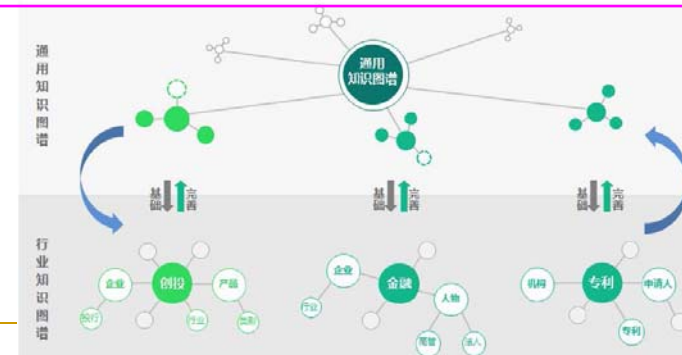 通用知识图谱
通用
知识图谱
基础
完善
基础
完善
基础
完善
行业知识图谱
企业
创投
产品
投行
行业
类别
企业
金融
人物
行业
高管
法人
机构
专利
申请人
专利